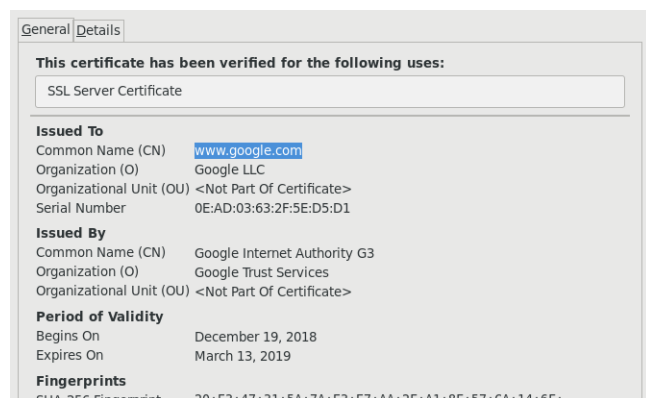 General Details
This certificate has been verified for the following uses:
SSL Server Certificate
Issued To
Common Name (CN) www.google.com
Organization (O) Google LLC
Organizational Unit (OU) <Not Part Of Certificate>
Serial Number 0E:AD:03:63:2F:5E:D5:D1
Issued By
Common Name (CN) Google Internet Authority G3
Organization (O) Google Trust Services
Organizational Unit (OU) <Not Part Of Certificate>
Period of Validity
Begins On December 19, 2018
Expires On March 13, 2019
Fingerprints
SHA-256 Fingerprint